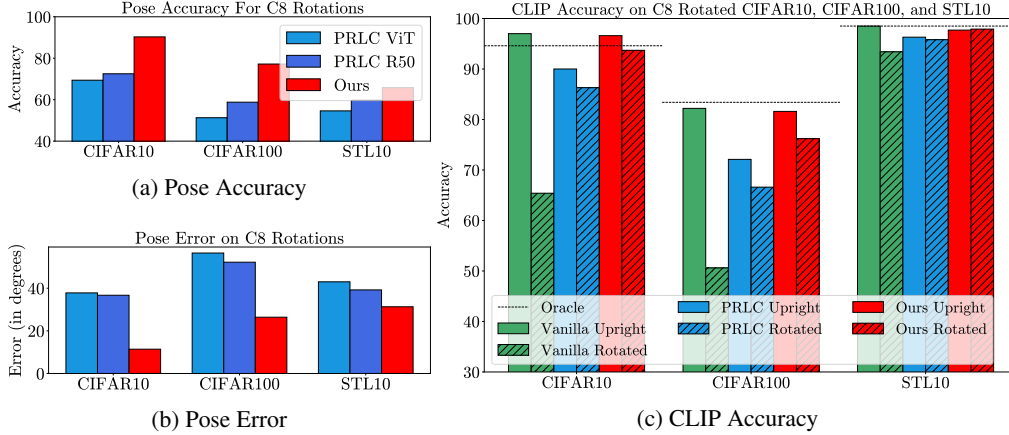 Pose Accuracy For C8 Rotations
Accuracy
100
80
60
40
PRLC ViT
PRLC R50
Ours
CIFAR10 CIFAR100 STL10
(a) Pose Accuracy
Pose Error on C8 Rotations
Error (in degrees)
40
20
0
CIFAR10 CIFAR100 STL10
(b) Pose Error
CLIP Accuracy on C8 Rotated CIFAR10, CIFAR100, and STL10
Accuracy
100
90
80
70
60
50
40
30
Oracle
Vanilla Upright
Vanilla Rotated
PRLC Upright
PRLC Rotated
Ours Upright
Ours Rotated
CIFAR10 CIFAR100 STL10
(c) CLIP Accuracy